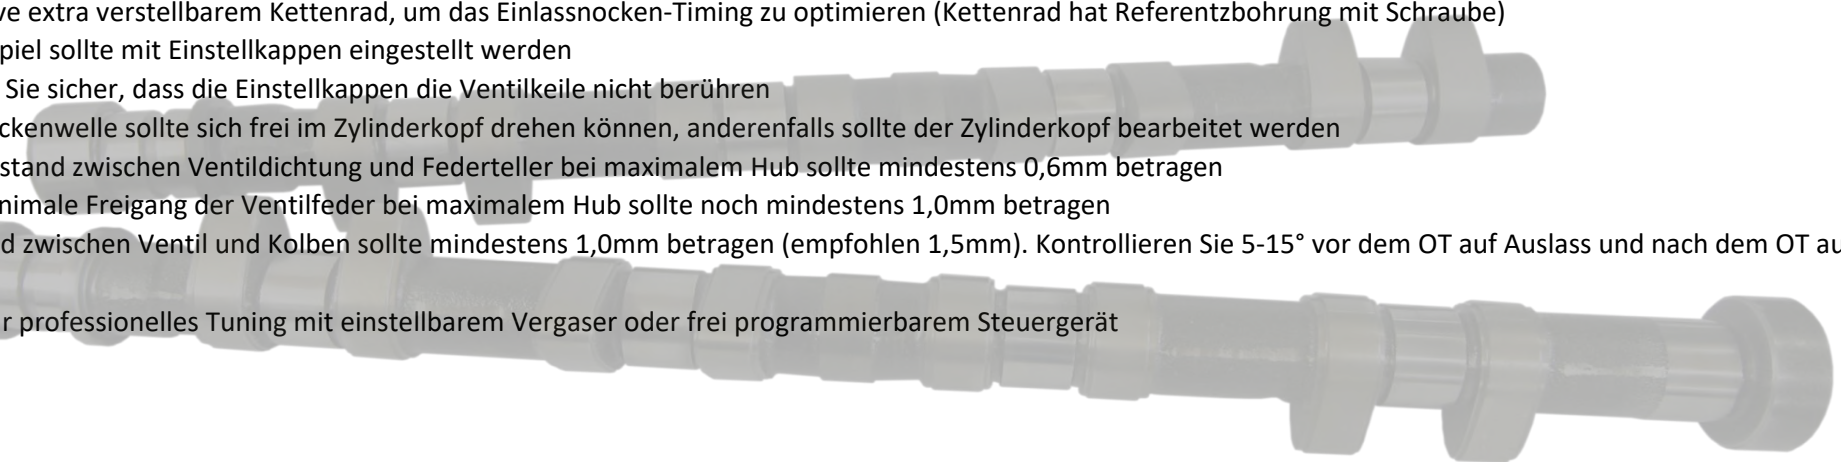 ve extra verstellbarem Kettenrad, um das Einlassnocken-Timing zu optimieren (Kettenrad hat Referentzbohrung mit Schraube)
piel sollte mit Einstellkappen eingestellt werden
Sie sicher, dass die Einstellkappen die Ventilkeile nicht berühren
ckenwelle sollte sich frei im Zylinderkopf drehen können, anderenfalls sollte der Zylinderkopf bearbeitet werden
stand zwischen Ventildichtung und Federteller bei maximalem Hub sollte mindestens 0,6mm betragen
nimale Freigang der Ventilfeder bei maximalem Hub sollte noch mindestens 1,0mm betragen
d zwischen Ventil und Kolben sollte mindestens 1,0mm betragen (empfohlen 1,5mm). Kontrollieren Sie 5-15° vor dem OT auf Auslass und nach dem OT au
r professionelles Tuning mit einstellbarem Vergaser oder frei programmierbarem Steuergerät